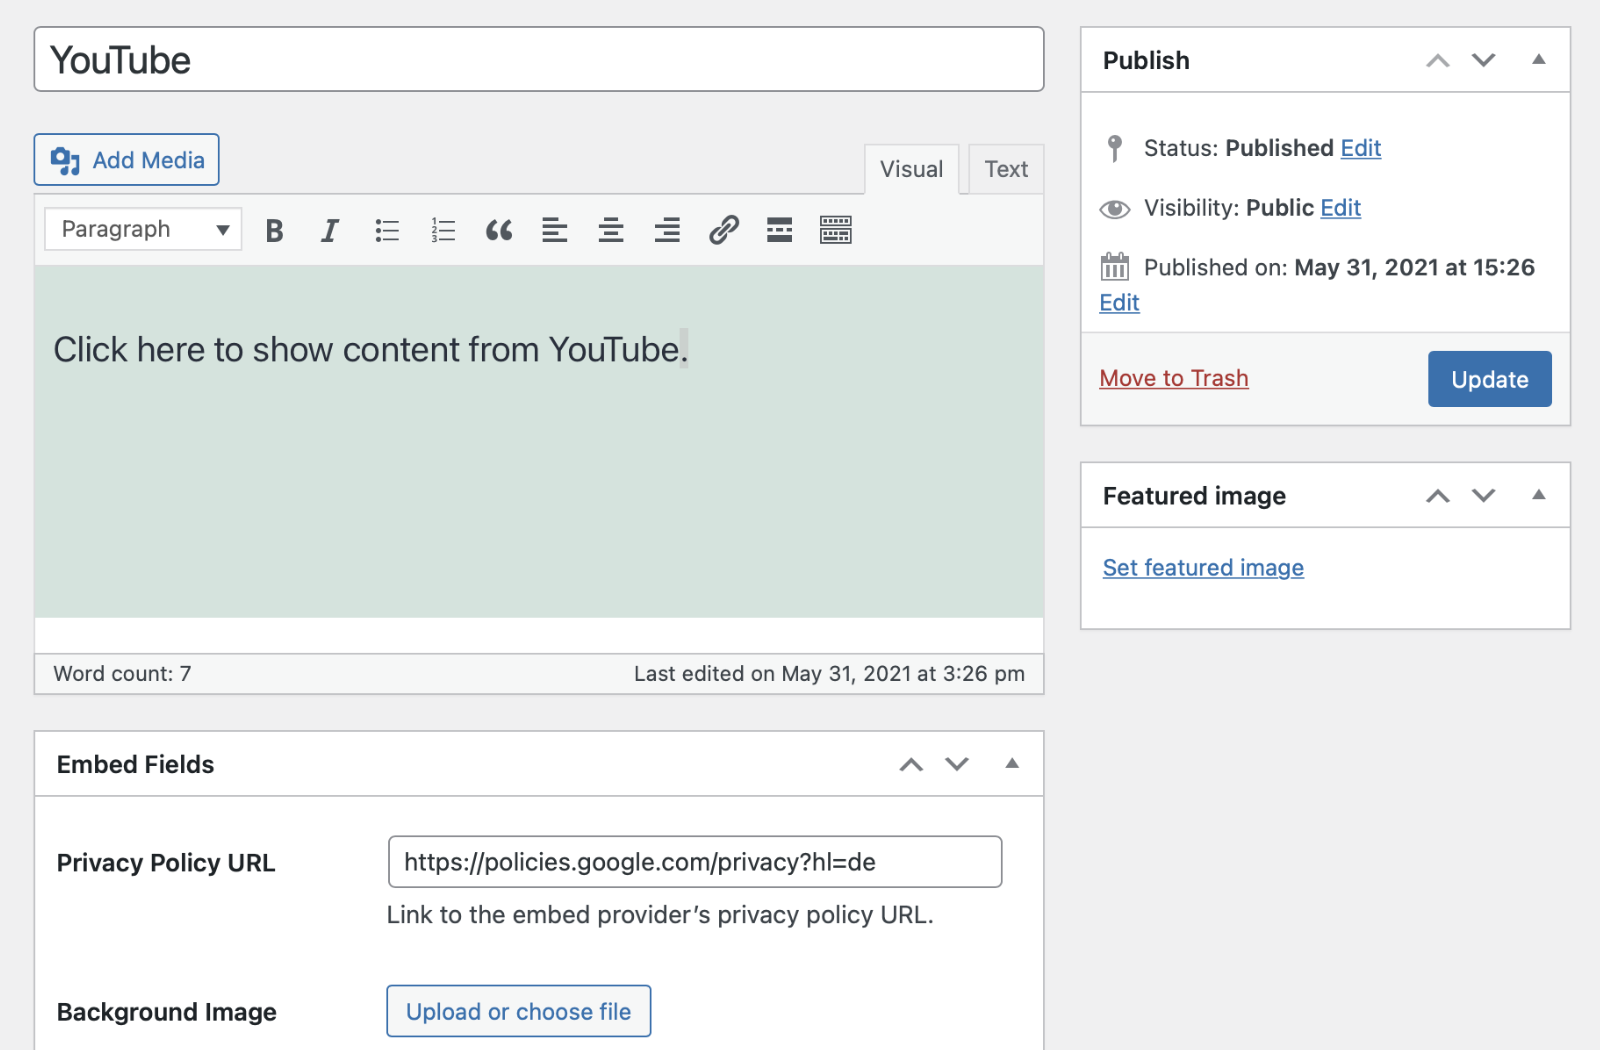 YouTube
Add Media
Visual
Text
Paragraph
Click here to show content from YouTube.
Word count: 7
Last edited on May 31, 2021 at 3:26 pm
Embed Fields
Privacy Policy URL
https://policies.google.com/privacy?hl=de
Link to the embed provider’s privacy policy URL.
Background Image
Upload or choose file
Publish
Status: Published Edit
Visibility: Public Edit
Published on: May 31, 2021 at 15:26
Edit
Move to Trash
Update
Featured image
Set featured image